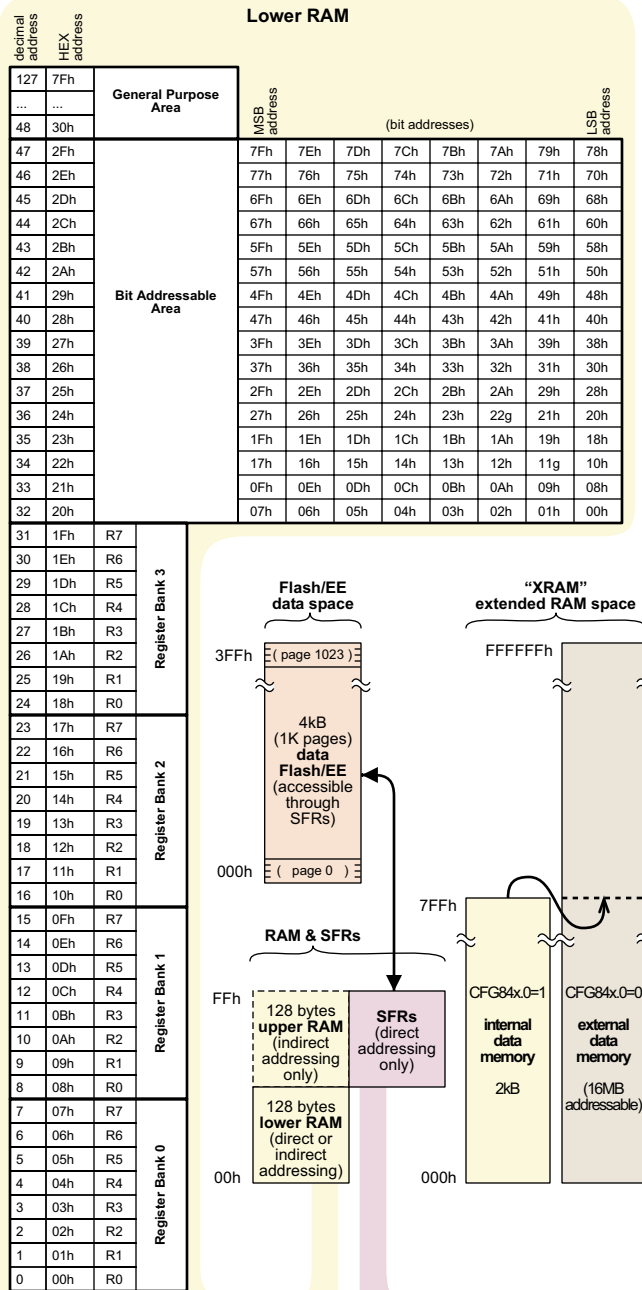 Lower RAM
decimal address
HEX address
127 7Fh
... ...
48 30h
General Purpose Area
MSB address
(bit addresses)
LSB address
47 2Fh 7Fh 7Eh 7Dh 7Ch 7Bh 7Ah 79h 78h
46 2Eh 77h 76h 75h 74h 73h 72h 71h 70h
45 2Dh 6Fh 6Eh 6Dh 6Ch 6Bh 6Ah 69h 68h
44 2Ch 67h 66h 65h 64h 63h 62h 61h 60h
43 2Bh 5Fh 5Eh 5Dh 5Ch 5Bh 5Ah 59h 58h
42 2Ah 57h 56h 55h 54h 53h 52h 51h 50h
41 29h 4Fh 4Eh 4Dh 4Ch 4Bh 4Ah 49h 48h
40 28h 47h 46h 45h 44h 43h 42h 41h 40h
39 27h 3Fh 3Eh 3Dh 3Ch 3Bh 3Ah 39h 38h
38 26h 37h 36h 35h 34h 33h 32h 31h 30h
37 25h 2Fh 2Eh 2Dh 2Ch 2Bh 2Ah 29h 28h
36 24h 27h 26h 25h 24h 23h 22g 21h 20h
35 23h 1Fh 1Eh 1Dh 1Ch 1Bh 1Ah 19h 18h
34 22h 17h 16h 15h 14h 13h 12h 11g 10h
33 21h 0Fh 0Eh 0Dh 0Ch 0Bh 0Ah 09h 08h
32 20h 07h 06h 05h 04h 03h 02h 01h 00h
Bit Addressable
Area
31 1Fh R7
30 1Eh R6
29 1Dh R5
28 1Ch R4
27 1Bh R3
26 1Ah R2
25 19h R1
24 18h R0
Register Bank 3
23 17h R7
22 16h R6
21 15h R5
20 14h R4
19 13h R3
18 12h R2
17 11h R1
16 10h R0
Register Bank 2
15 0Fh R7
14 0Eh R6
13 0Dh R5
12 0Ch R4
11 0Bh R3
10 0Ah R2
9 09h R1
8 08h R0
Register Bank 1
7 07h R7
6 06h R6
5 05h R5
4 04h R4
3 03h R3
2 02h R2
1 01h R1
0 00h R0
Register Bank 0
Flash/EE
data space
3FFh
( page 1023 )
4kB
(1K pages)
data
Flash/EE
(accessible
through
SFRs)
000h
( page 0 )
RAM & SFRs
FFh
128 bytes
upper RAM
(indirect
addressing
only)
SFRs
(direct
addressing
only)
128 bytes
lower RAM
(direct or
indirect
addressing)
00h
“XRAM”
extended RAM space
FFFFFFh
7FFh
CFG84x.0=1
internal
data
memory
2kB
CFG84x.0=0
external
data
memory
(16MB
addressable)
000h